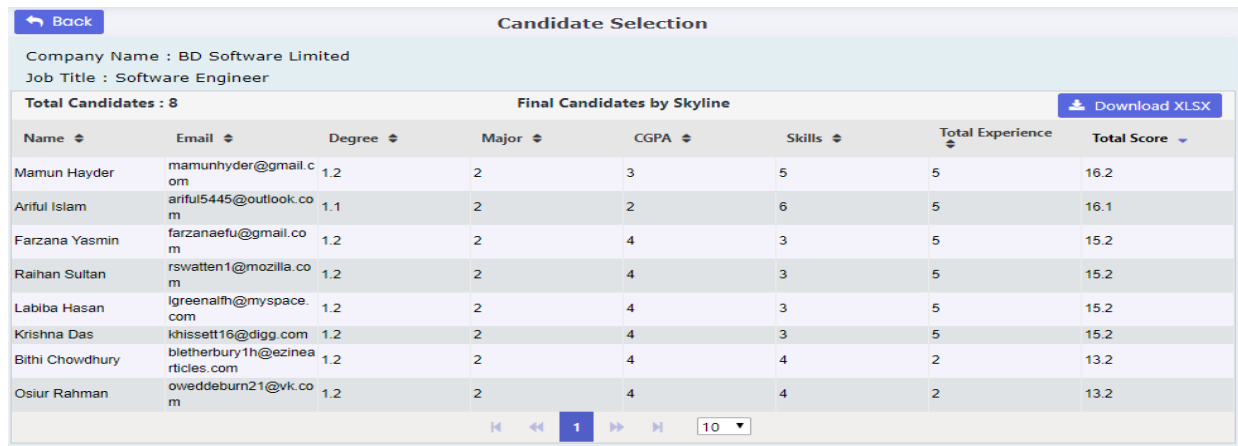 Back
Candidate Selection
Company Name : BD Software Limited
Job Title : Software Engineer
Total Candidates : 8 Final Candidates by Skyline Download XLSX
Name Email Degree Major CGPA Skills Total Experience Total Score
Mamun Hayder mamunhyder@gmail.com 1.2 2 3 5 5 16.2
Ariful Islam ariful5445@outlook.com 1.1 2 2 6 5 16.1
Farzana Yasmin farzanaefu@gmail.com 1.2 2 4 3 5 15.2
Raihan Sultan rswatten1@mozilla.com 1.2 2 4 3 5 15.2
Labiba Hasan lgreenalfh@myspace.com 1.2 2 4 3 5 15.2
Krishna Das khissett16@digg.com 1.2 2 4 3 5 15.2
Bithi Chowdhury bletherbury1h@ezinearticles.com 1.2 2 4 4 2 13.2
Osiur Rahman oweddeburn21@vk.com 1.2 2 4 4 2 13.2
1 10